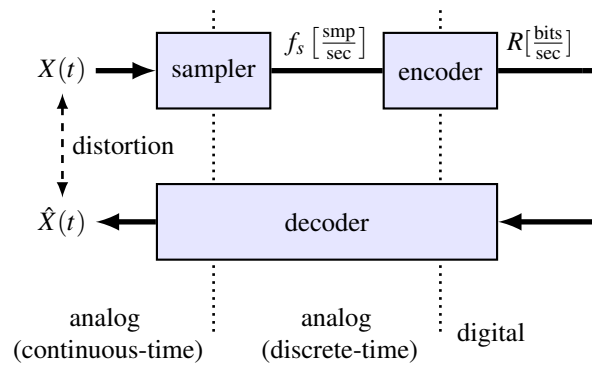 X(t)
sampler
f_s [smp/sec]
encoder
R[bits/sec]
distortion
X̂(t)
decoder
analog
(continuous-time)
analog
(discrete-time)
digital